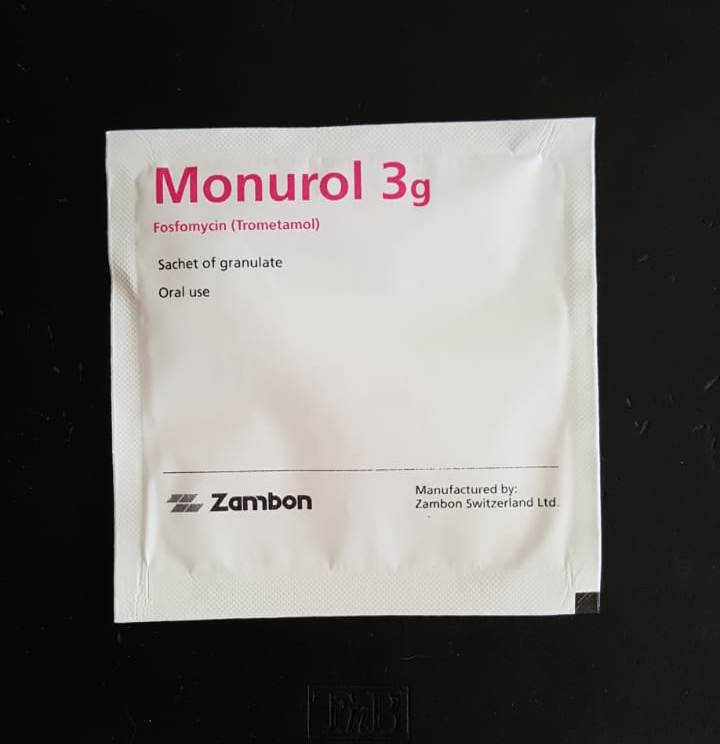 Monurol 3g
Fosfomycin (Trometamol)
Sachet of granulate
Oral use
Zambon
Manufactured by:
Zambon Switzerland Ltd.